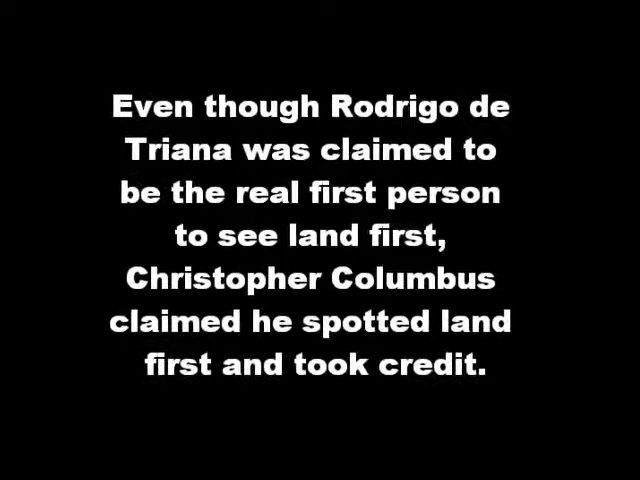 Even though Rodrigo de
Triana was claimed to
be the real first person
to see land first,
Christopher Columbus
claimed he spotted land
first and took credit.